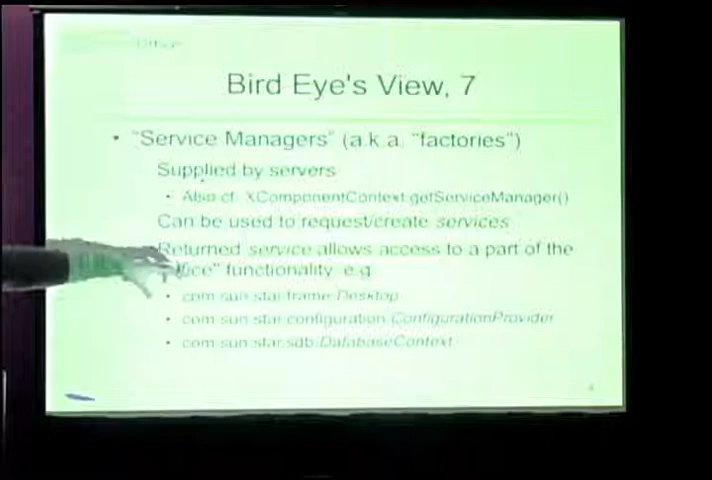 Bird Eye's View, 7
• "Service Managers" (a.k.a. "factories")
Supplied by servers
• Also cf. XComponentContext.getServiceManager()
Can be used to request/create services
Returned service allows access to a part of the
functionality e.g.
• com.sun.star.frame.Desktop
• com.sun.star.configuration.ConfigurationProvider
• com.sun.star.sdb.DatabaseContext